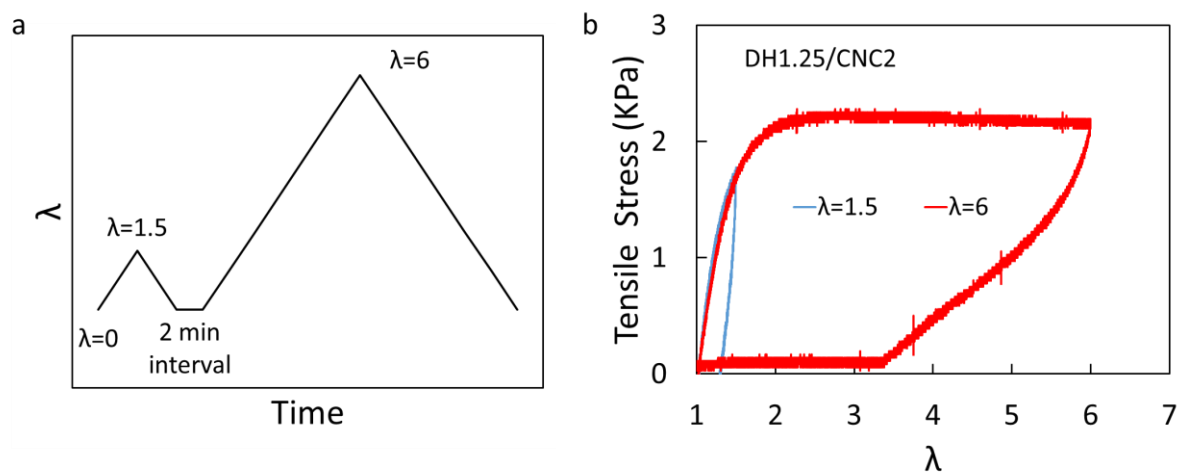 a
λ=6
λ
λ=1.5
λ=0
2 min
interval
Time
b
DH1.25/CNC2
Tensile Stress (KPa)
3
2
1
0
λ=1.5
λ=6
1 2 3 4 5 6 7
λ